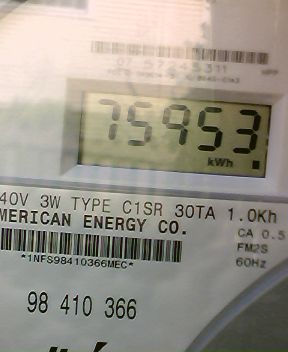 75953
kWh
40V 3W TYPE C1SR 30TA 1.0Kh
MERICAN ENERGY CO.
CA 0.5
FM2S
60Hz
*1NFS98410366MEC*
98 410 366